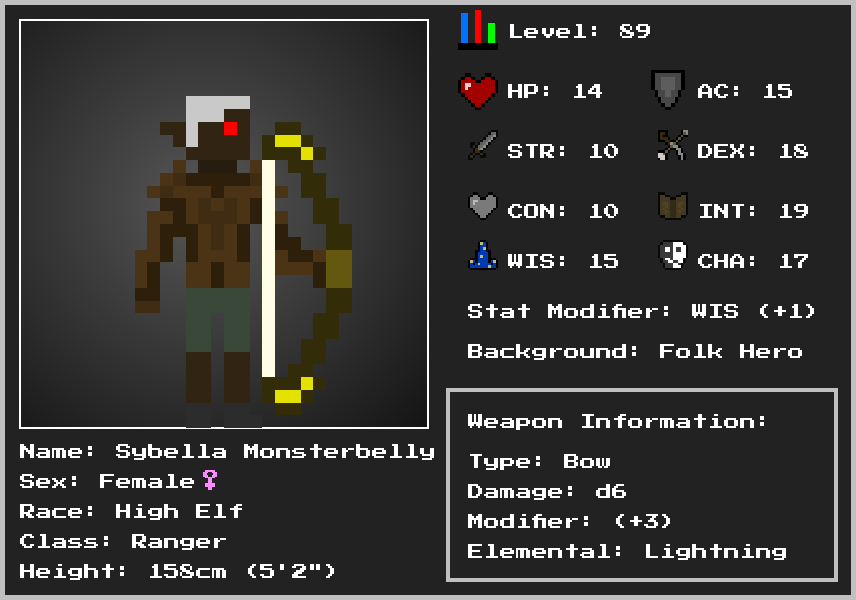 Level: 89
HP: 14 AC: 15
STR: 10 DEX: 18
CON: 10 INT: 19
WIS: 15 CHA: 17
Stat Modifier: WIS (+1)
Background: Folk Hero
Name: Sybella Monsterbelly
Sex: Female♀
Race: High Elf
Class: Ranger
Height: 158cm (5'2")
Weapon Information:
Type: Bow
Damage: d6
Modifier: (+3)
Elemental: Lightning